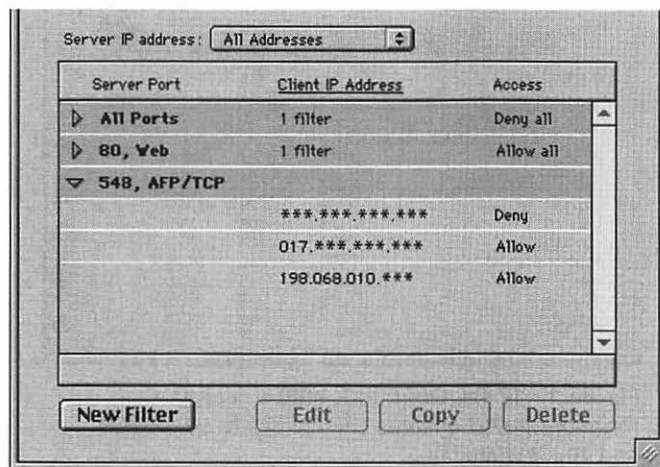 Server IP address: All Addresses
Server Port Client IP Address Access
All Ports 1 filter Deny all
80, Web 1 filter Allow all
548, AFP/TCP
***.***.***.*** Deny
017.***.***.*** Allow
198.068.010.*** Allow
New Filter Edit Copy Delete